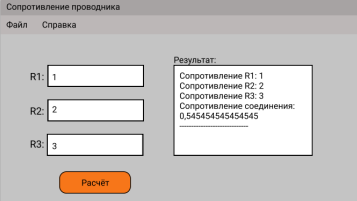 Сопротивление проводника
Файл Справка
Результат:
R1: 1
R2: 2
R3: 3
Сопротивление R1: 1
Сопротивление R2: 2
Сопротивление R3: 3
Сопротивление соединения:
0,545454545454545
------------------------------
Расчёт